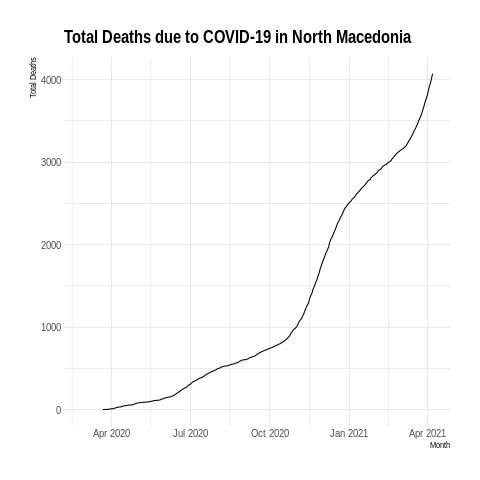 Total Deaths due to COVID-19 in North Macedonia
Total Deaths
4000
3000
2000
1000
0
Apr 2020 Jul 2020 Oct 2020 Jan 2021 Apr 2021
Month